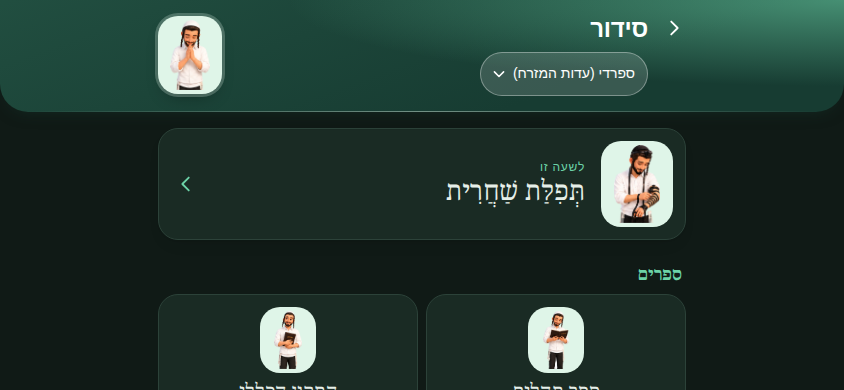 סידור
ספרדי (עדות המזרח)
לשעה זו
תְּפִלַּת שַׁחֲרִית
ספרים